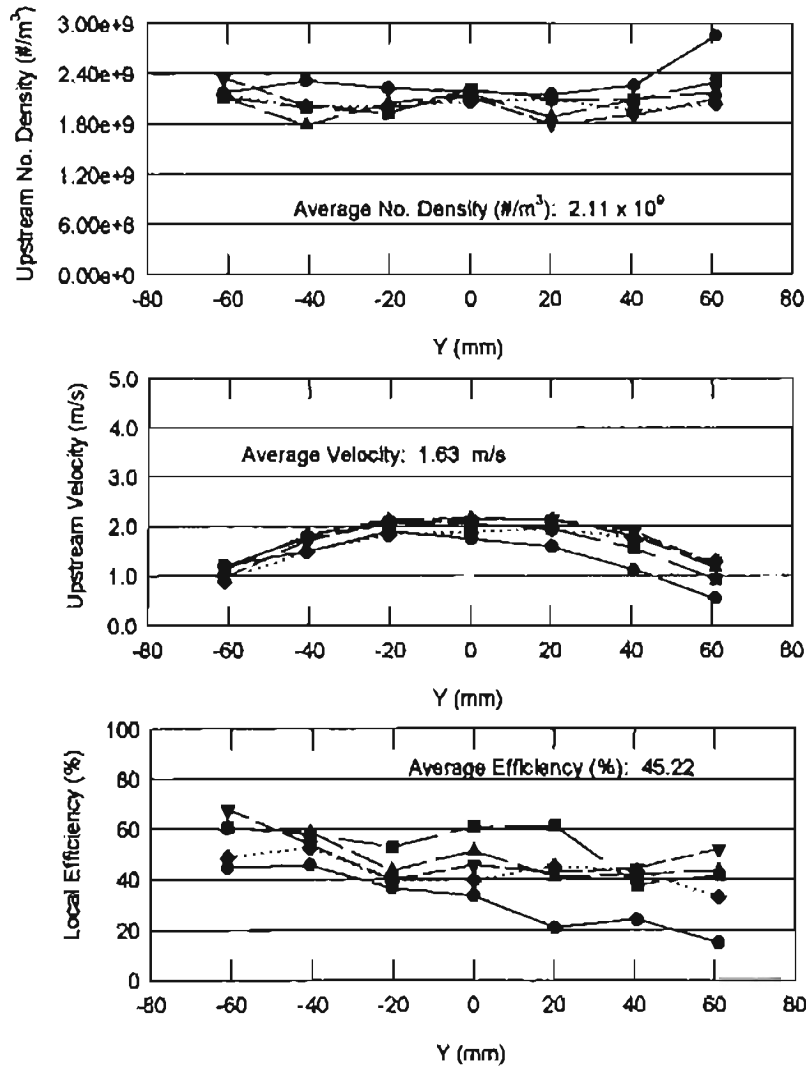 Upstream No. Density (#/m³)
3.00e+9
2.40e+9
1.80e+9
1.20e+9
6.00e+8
0.00e+0
Average No. Density (#/m³): 2.11 x 10⁹
-80 -60 -40 -20 0 20 40 60 80
Y (mm)
Upstream Velocity (m/s)
5.0
4.0
3.0
2.0
1.0
0.0
Average Velocity: 1.63 m/s
-80 -60 -40 -20 0 20 40 60 80
Y (mm)
Local Efficiency (%)
100
80
60
40
20
0
Average Efficiency (%): 45.22
-80 -60 -40 -20 0 20 40 60 80
Y (mm)